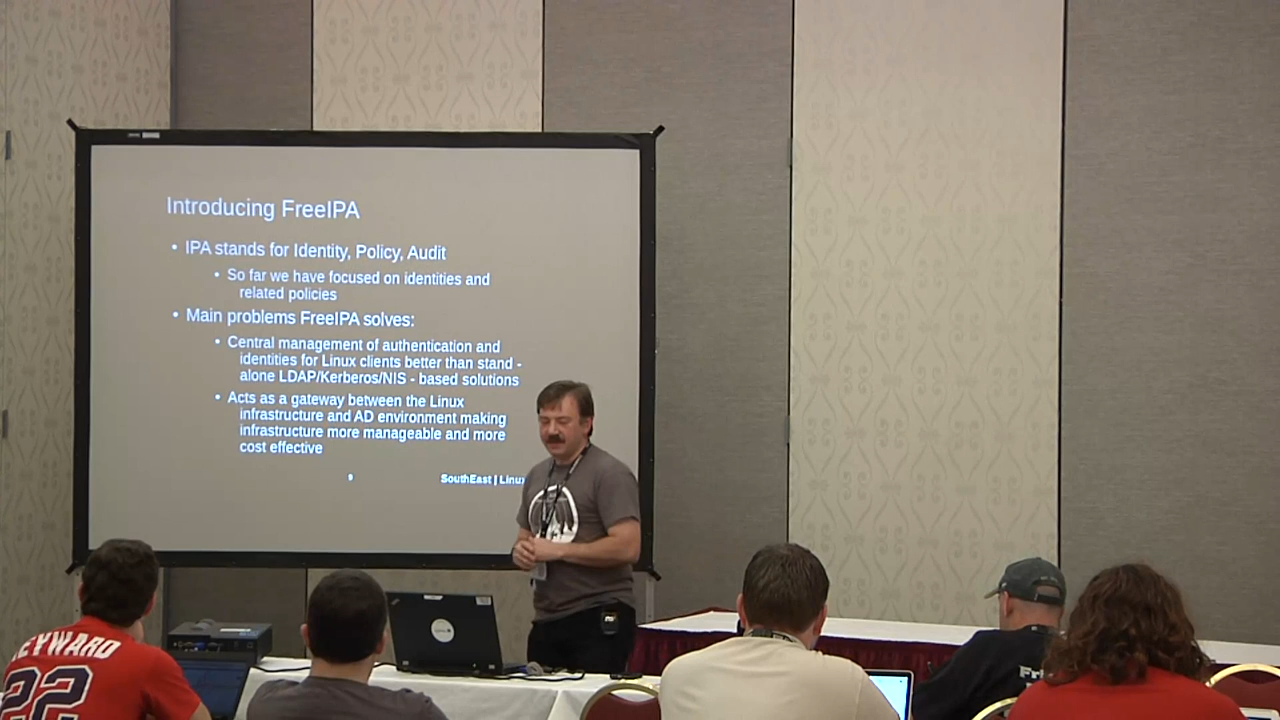 Introducing FreeIPA
• IPA stands for Identity, Policy, Audit
• So far we have focused on identities and
related policies
• Main problems FreeIPA solves:
• Central management of authentication and
identities for Linux clients better than stand -
alone LDAP/Kerberos/NIS - based solutions
• Acts as a gateway between the Linux
infrastructure and AD environment making
infrastructure more manageable and more
cost effective
9
SouthEast | Linux
EYWARD
22